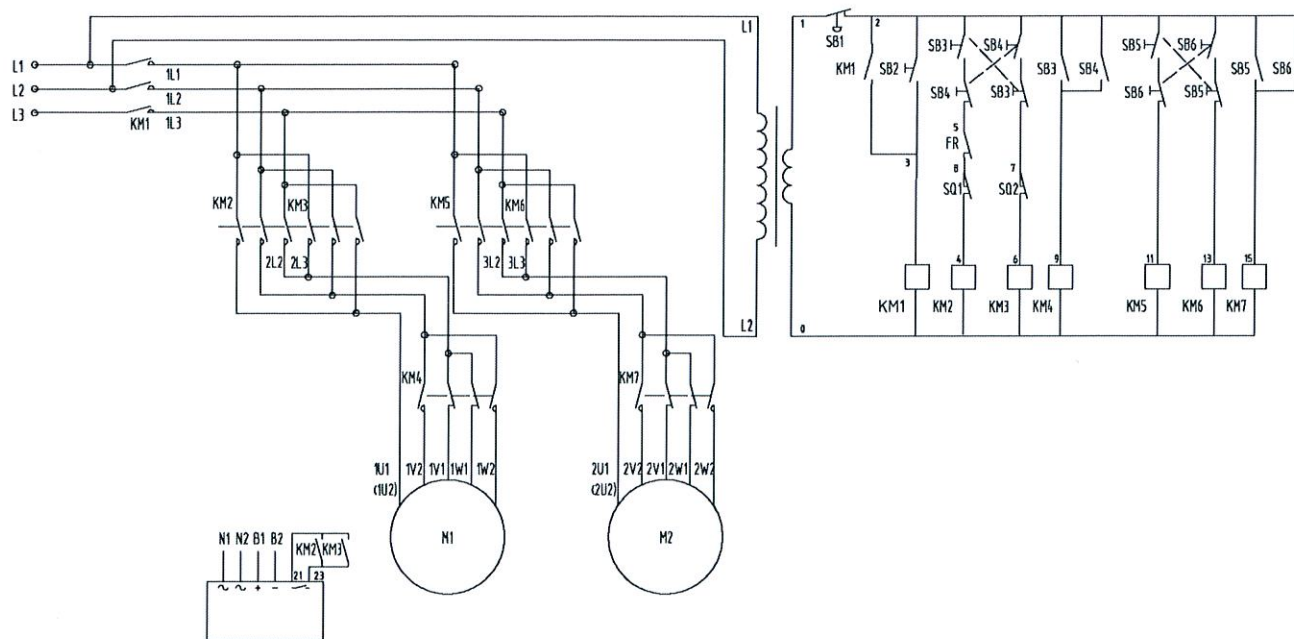 L1 1 2
SB1
SB3 SB4 SB5 SB6
L1 1L1 KM1 SB2 SB3 SB4 SB5 SB6
L2 1L2 SB4 SB3 SB6 SB5
L3 KM1 1L3
5
FR
3 8 7
SQ1 SQ2
KM2 KM3 KM5 KM6
2L2 2L3 3L2 3L3
4 6 9 11 13 15
KM1 KM2 KM3 KM4 KM5 KM6 KM7
L2 0
KM4 KM7
1U1 1V2 1V1 1W1 1W2 2U1 2V2 2V1 2W1 2W2
(1U2) (2U2)
M1 M2
N1 N2 B1 B2 KM2 KM3
21 23
~ ~ + -